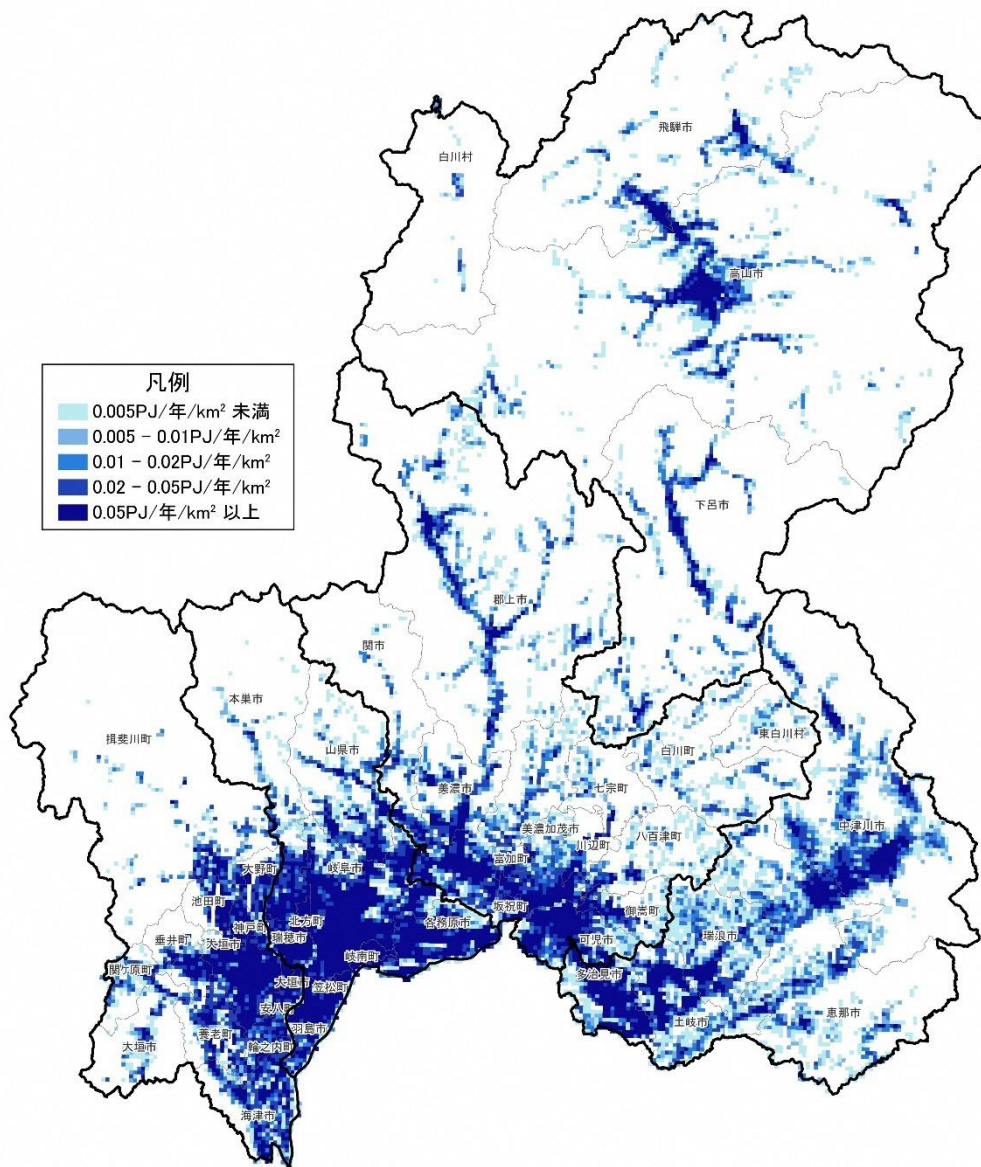 飛騨市
白川村
高山市
凡例
0.005PJ/年/km² 未満
0.005 - 0.01PJ/年/km²
0.01 - 0.02PJ/年/km²
0.02 - 0.05PJ/年/km²
0.05PJ/年/km² 以上
下呂市
郡上市
関市
本巣市
揖斐川町
山県市
東白川村
白川町
七宗町
美濃市
美濃加茂市
川辺町
八百津町
中津川市
富加町
大野町
岐阜市
池田町
坂祝町
御嵩町
北方町
各務原市
神戸町
瑞穂市
垂井町
大垣市
可児市
瑞浪市
関ケ原町
岐南町
多治見市
大垣市
笠松町
安八町
恵那市
土岐市
羽島市
養老町
大垣市
輪之内町
海津市